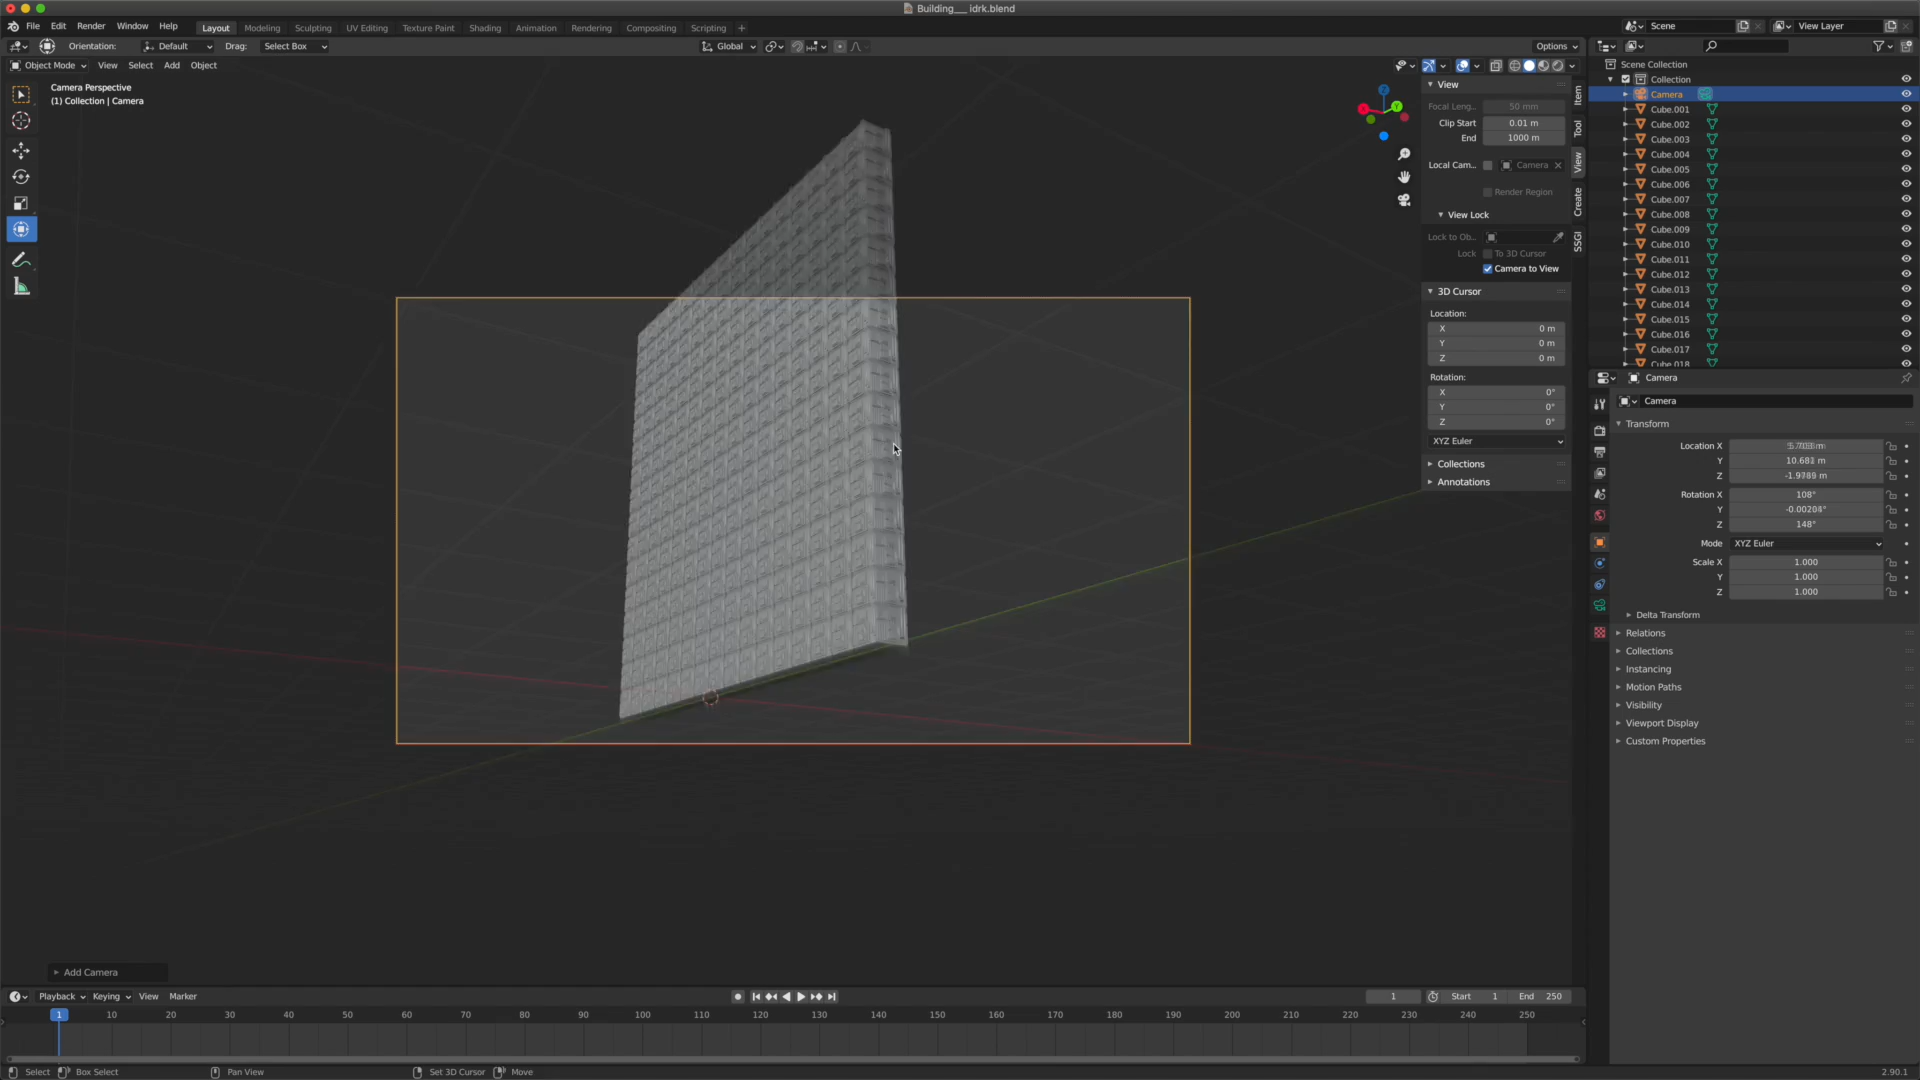 Building___ idrk.blend
File Edit Render Window Help Layout Modeling Sculpting UV Editing Texture Paint Shading Animation Rendering Compositing Scripting + Scene View Layer
Orientation: Default Drag: Select Box Global Options
Object Mode View Select Add Object
Camera Perspective
(1) Collection | Camera
View
Focal Leng... 50 mm
Clip Start 0.01 m
End 1000 m
Local Cam... Camera
Render Region
View Lock
Lock to Ob...
Lock To 3D Cursor
Camera to View
3D Cursor
Location:
X 0 m
Y 0 m
Z 0 m
Rotation:
X 0°
Y 0°
Z 0°
XYZ Euler
Collections
Annotations
Item
Tool
View
Create
SSGI
X
Y
Z
Scene Collection
Collection
Camera
Cube.001
Cube.002
Cube.003
Cube.004
Cube.005
Cube.006
Cube.007
Cube.008
Cube.009
Cube.010
Cube.011
Cube.012
Cube.013
Cube.014
Cube.015
Cube.016
Cube.017
Cube.018
Camera
Camera
Transform
Location X
Y 10.681 m
Z
Rotation X 108°
Y
Z 148°
Mode XYZ Euler
Scale X 1.000
Y 1.000
Z 1.000
Delta Transform
Relations
Collections
Instancing
Motion Paths
Visibility
Viewport Display
Custom Properties
Add Camera
Playback Keying View Marker 1 Start 1 End 250
1 10 20 30 40 50 60 70 80 90 100 110 120 130 140 150 160 170 180 190 200 210 220 230 240 250
Select Box Select Pan View Set 3D Cursor Move 2.90.1